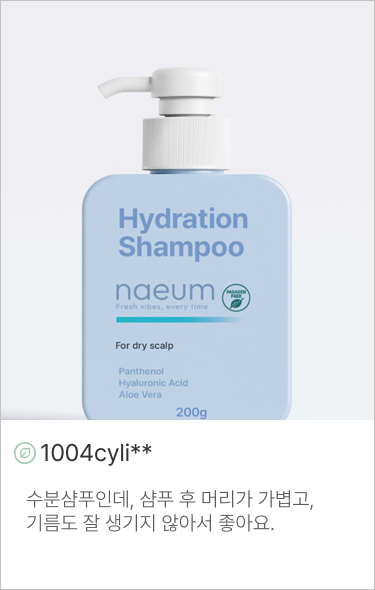 Hydration
Shampoo
naeum
PARABEN
FREE
Fresh vibes, every time
For dry scalp
Panthenol
Hyaluronic Acid
Aloe Vera
200g
1004cyli**
수분샴푸인데, 샴푸 후 머리가 가볍고,
기름도 잘 생기지 않아서 좋아요.